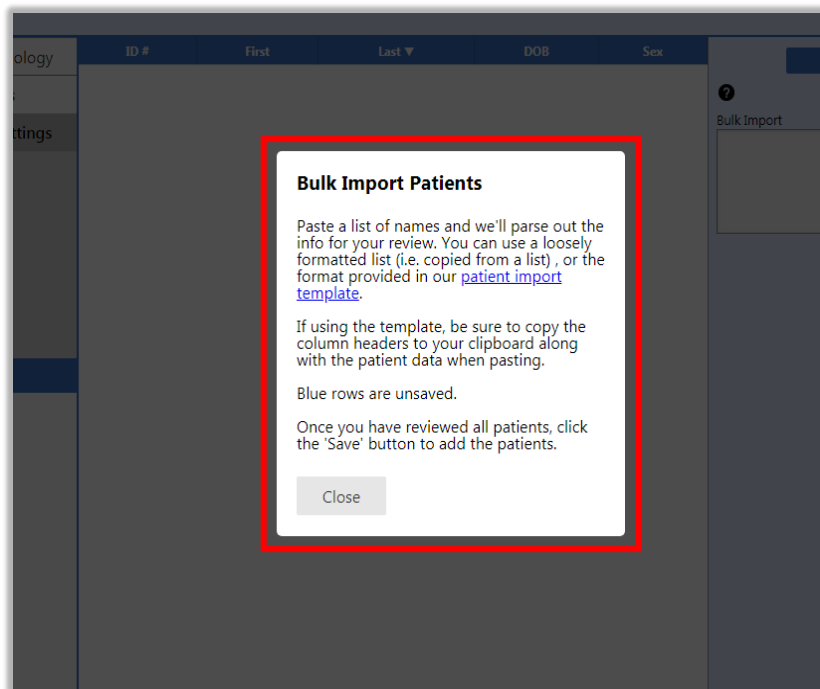 ID # First Last ▼ DOB Sex
ology
ttings
Bulk Import
Bulk Import Patients
Paste a list of names and we'll parse out the
info for your review. You can use a loosely
formatted list (i.e. copied from a list) , or the
format provided in our patient import
template.
If using the template, be sure to copy the
column headers to your clipboard along
with the patient data when pasting.
Blue rows are unsaved.
Once you have reviewed all patients, click
the 'Save' button to add the patients.
Close